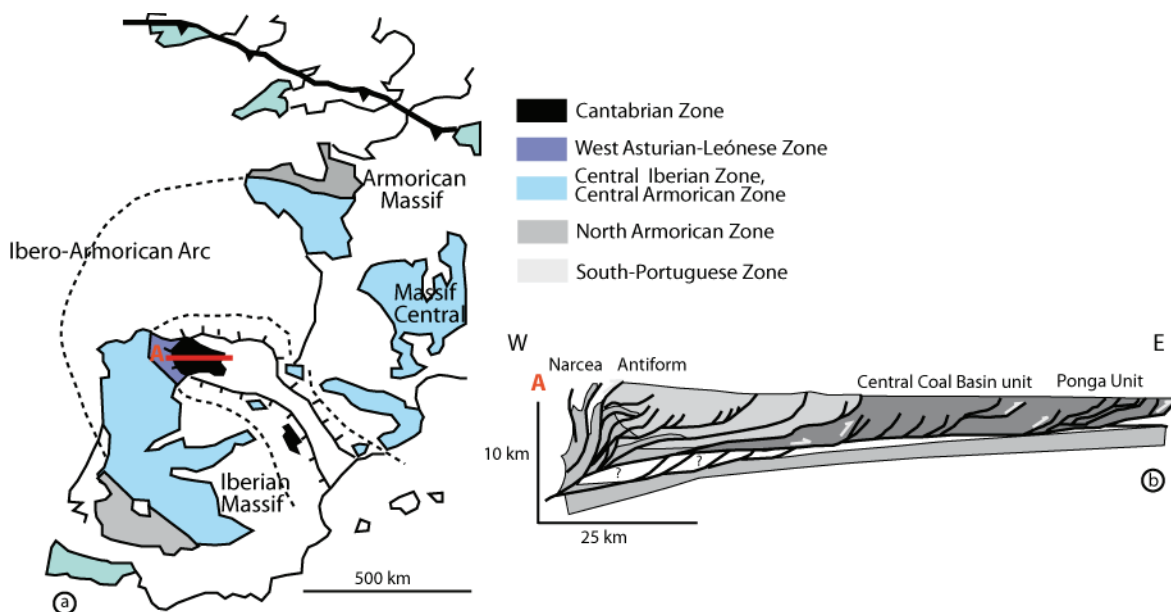 Armorican
Massif
Ibero-Armorican Arc
Massif
Central
A
Iberian
Massif
500 km
a
Cantabrian Zone
West Asturian-Leónese Zone
Central Iberian Zone,
Central Armorican Zone
North Armorican Zone
South-Portuguese Zone
W
E
Narcea Antiform
Central Coal Basin unit
Ponga Unit
A
10 km
?
?
b
25 km